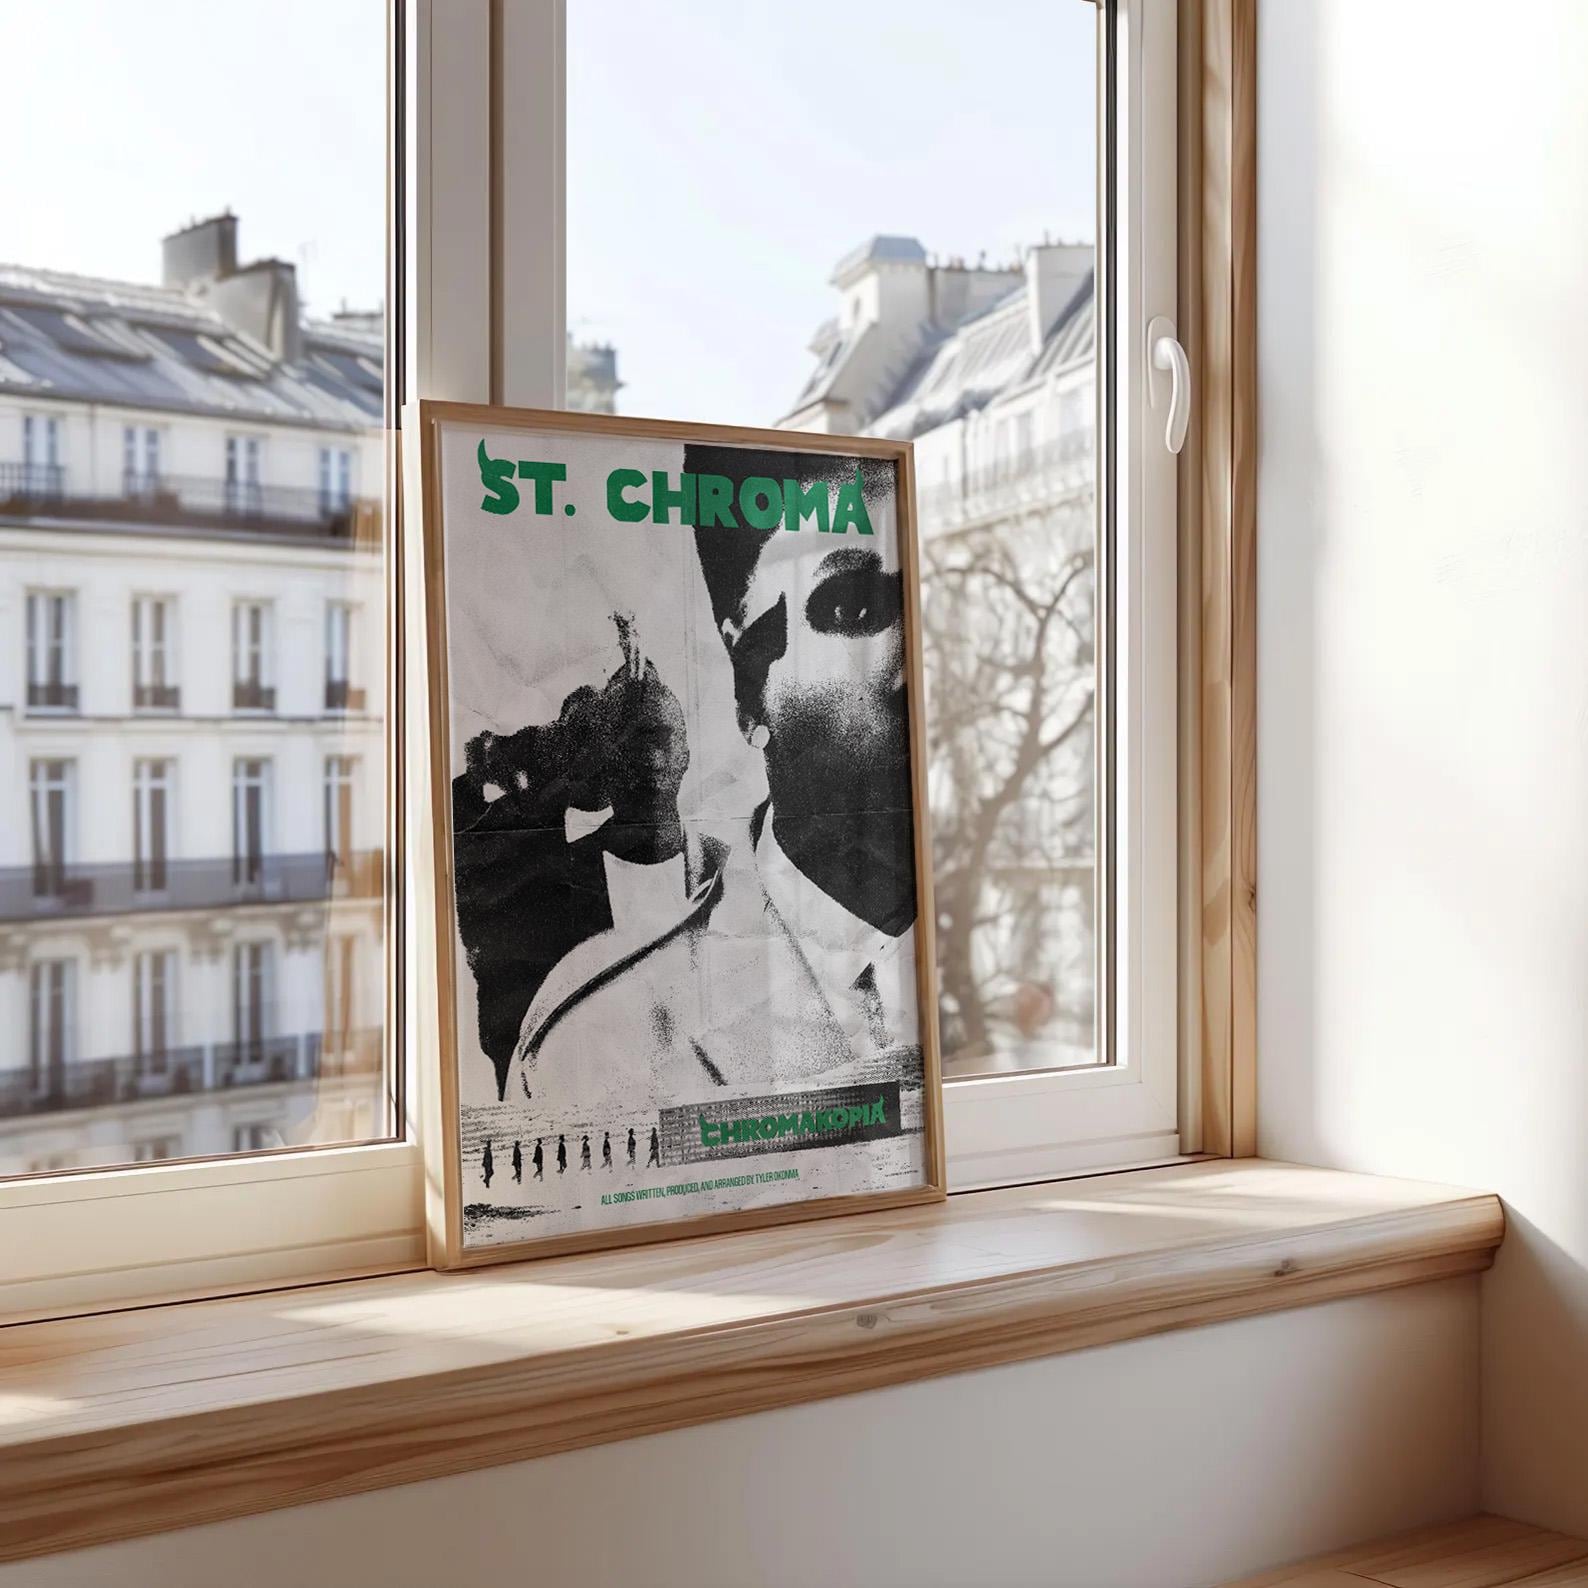 ST. CHROMA
CHROMAKOPIA
ALL SONGS WRITTEN, PRODUCED, AND ARRANGED BY TYLER OKONMA